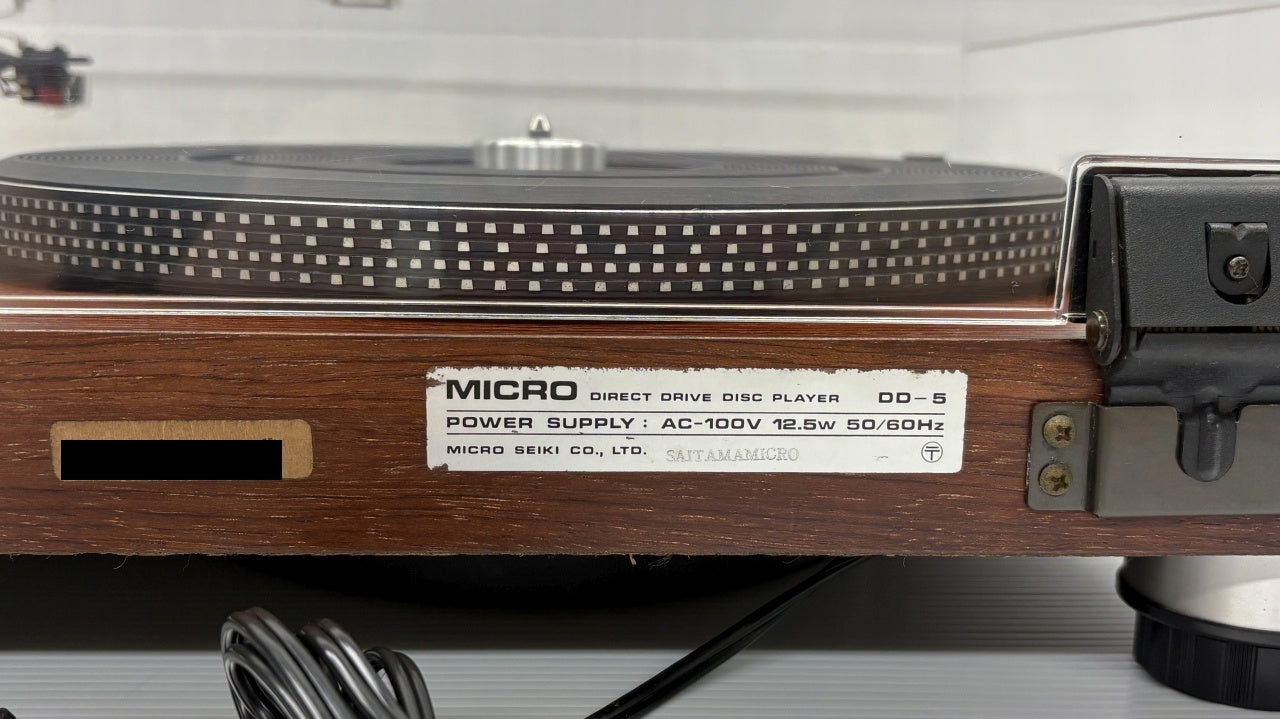 MICRO DIRECT DRIVE DISC PLAYER DD-5
POWER SUPPLY : AC-100V 12.5w 50/60Hz
MICRO SEIKI CO., LTD. SAITAMAMICRO 〒